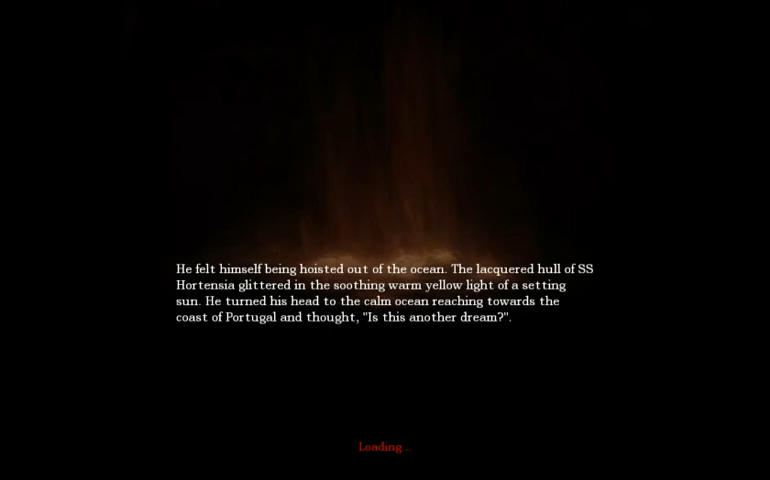 He felt himself being hoisted out of the ocean. The lacquered hull of SS
Hortensia glittered in the soothing warm yellow light of a setting
sun. He turned his head to the calm ocean reaching towards the
coast of Portugal and thought, "Is this another dream?".
Loading...